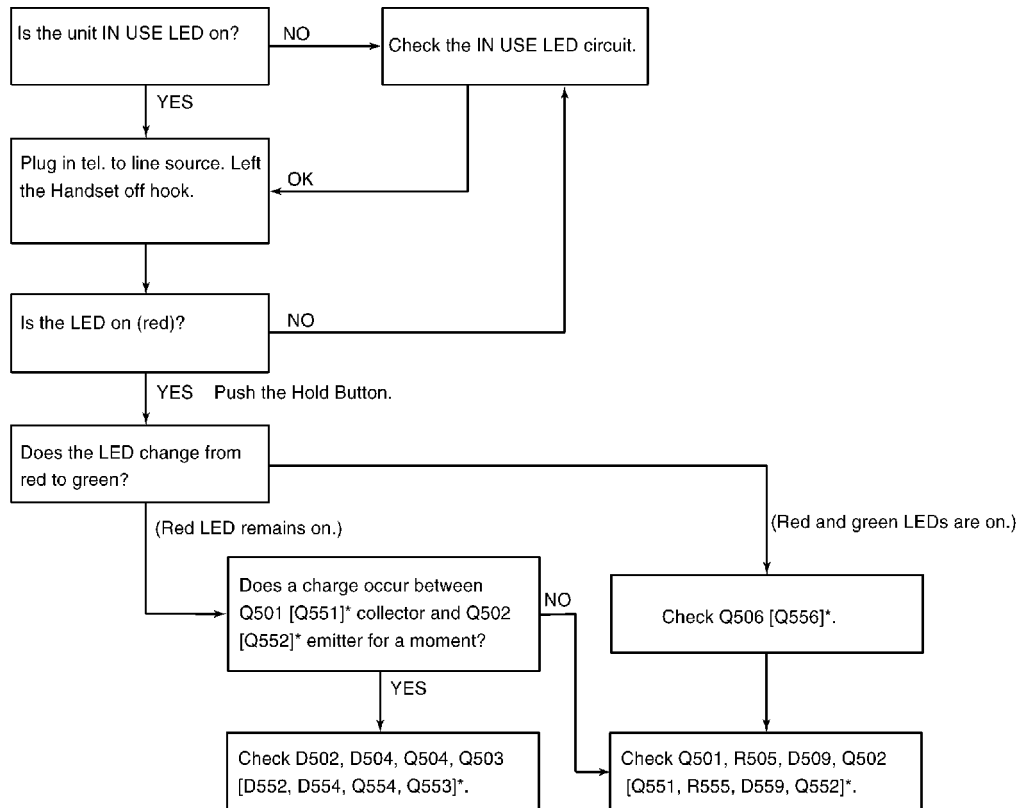 Is the unit IN USE LED on?
NO
Check the IN USE LED circuit.
YES
Plug in tel. to line source. Left
the Handset off hook.
OK
Is the LED on (red)?
NO
YES Push the Hold Button.
Does the LED change from
red to green?
(Red LED remains on.)
(Red and green LEDs are on.)
Does a charge occur between
Q501 [Q551]* collector and Q502
[Q552]* emitter for a moment?
NO
Check Q506 [Q556]*.
YES
Check D502, D504, Q504, Q503
[D552, D554, Q554, Q553]*.
Check Q501, R505, D509, Q502
[Q551, R555, D559, Q552]*.